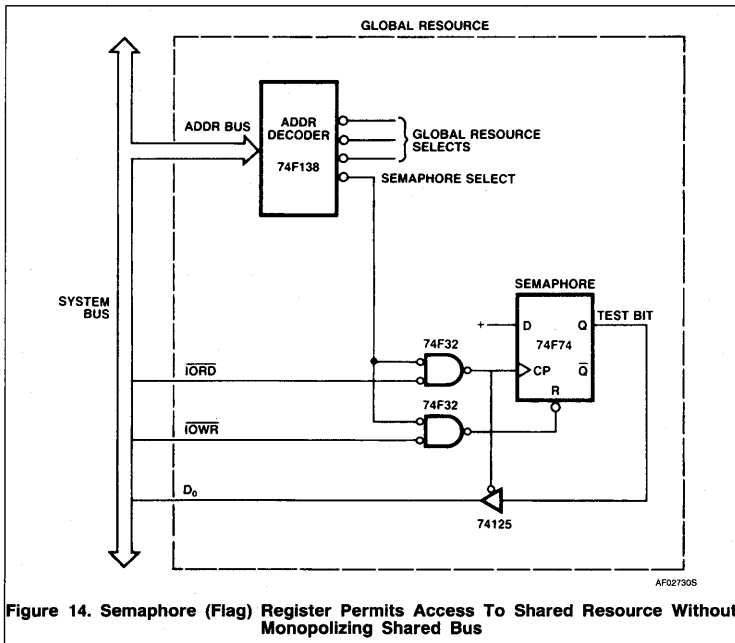 GLOBAL RESOURCE
ADDR BUS
ADDR
DECODER
74F138
GLOBAL RESOURCE
SELECTS
SEMAPHORE SELECT
SYSTEM
BUS
SEMAPHORE
TEST BIT
+
D
Q
74F74
CP
Q̅
R
74F32
I̅O̅R̅D̅
74F32
I̅O̅W̅R̅
D₀
74125
AF02730S
Figure 14. Semaphore (Flag) Register Permits Access To Shared Resource Without
Monopolizing Shared Bus